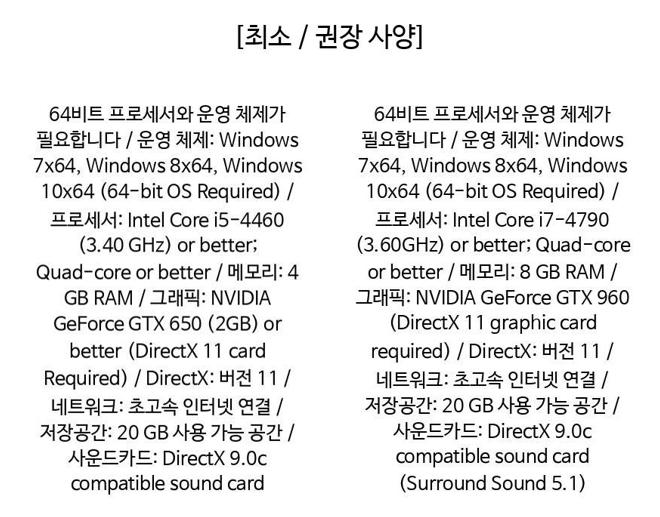 [최소 / 권장 사양]
64비트 프로세서와 운영 체제가
필요합니다 / 운영 체제: Windows
7x64, Windows 8x64, Windows
10x64 (64-bit OS Required) /
프로세서: Intel Core i5-4460
(3.40 GHz) or better;
Quad-core or better / 메모리: 4
GB RAM / 그래픽: NVIDIA
GeForce GTX 650 (2GB) or
better (DirectX 11 card
Required) / DirectX: 버전 11 /
네트워크: 초고속 인터넷 연결 /
저장공간: 20 GB 사용 가능 공간 /
사운드카드: DirectX 9.0c
compatible sound card
64비트 프로세서와 운영 체제가
필요합니다 / 운영 체제: Windows
7x64, Windows 8x64, Windows
10x64 (64-bit OS Required) /
프로세서: Intel Core i7-4790
(3.60GHz) or better; Quad-core
or better / 메모리: 8 GB RAM /
그래픽: NVIDIA GeForce GTX 960
(DirectX 11 graphic card
required) / DirectX: 버전 11 /
네트워크: 초고속 인터넷 연결 /
저장공간: 20 GB 사용 가능 공간 /
사운드카드: DirectX 9.0c
compatible sound card
(Surround Sound 5.1)